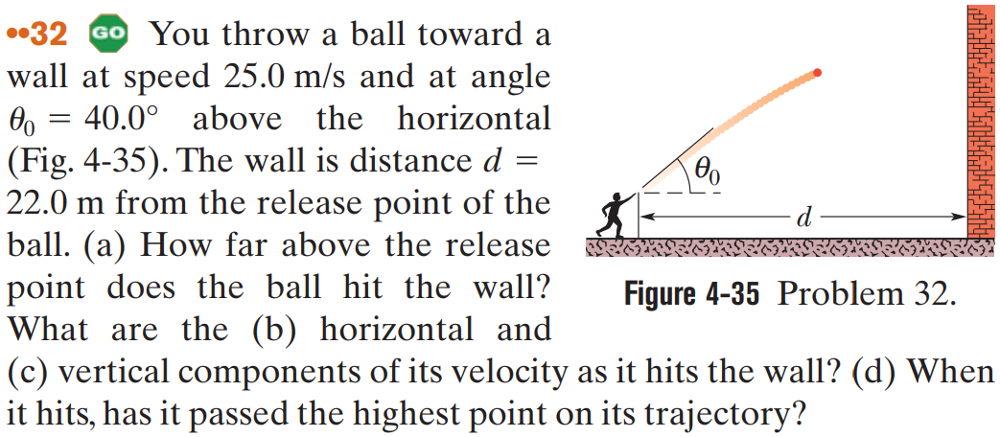 ••32 GO You throw a ball toward a
wall at speed 25.0 m/s and at angle
θ₀ = 40.0° above the horizontal
(Fig. 4-35). The wall is distance d =
22.0 m from the release point of the
ball. (a) How far above the release
point does the ball hit the wall?
What are the (b) horizontal and
(c) vertical components of its velocity as it hits the wall? (d) When
it hits, has it passed the highest point on its trajectory?
θ₀
d
Figure 4-35 Problem 32.